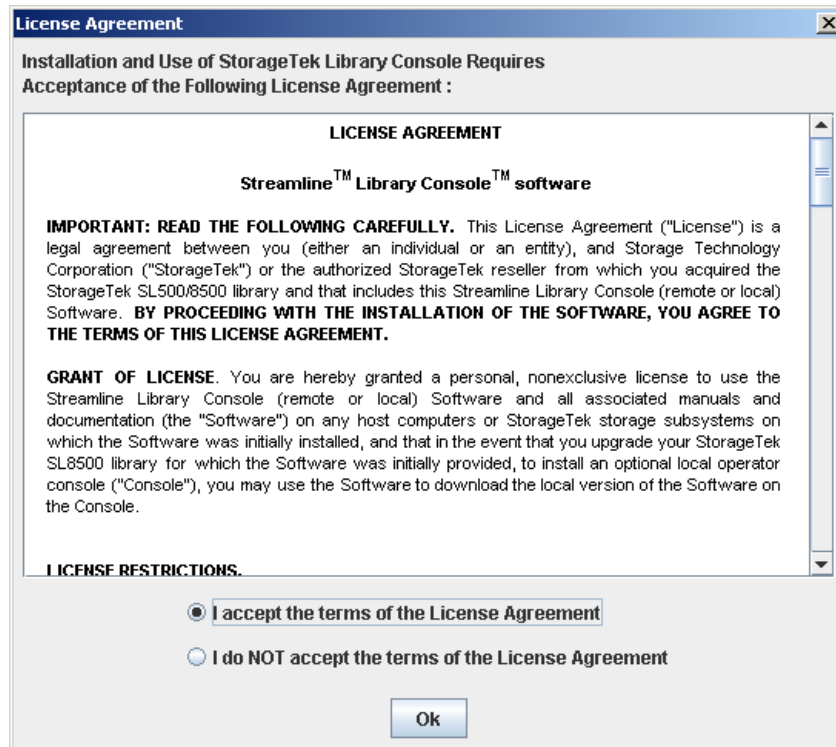 License Agreement
Installation and Use of StorageTek Library Console Requires
Acceptance of the Following License Agreement :
LICENSE AGREEMENT
Streamline™ Library Console™ software
IMPORTANT: READ THE FOLLOWING CAREFULLY. This License Agreement ("License") is a
legal agreement between you (either an individual or an entity), and Storage Technology
Corporation ("StorageTek") or the authorized StorageTek reseller from which you acquired the
StorageTek SL500/8500 library and that includes this Streamline Library Console (remote or local)
Software. BY PROCEEDING WITH THE INSTALLATION OF THE SOFTWARE, YOU AGREE TO
THE TERMS OF THIS LICENSE AGREEMENT.
GRANT OF LICENSE. You are hereby granted a personal, nonexclusive license to use the
Streamline Library Console (remote or local) Software and all associated manuals and
documentation (the "Software") on any host computers or StorageTek storage subsystems on
which the Software was initially installed, and that in the event that you upgrade your StorageTek
SL8500 library for which the Software was initially provided, to install an optional local operator
console ("Console"), you may use the Software to download the local version of the Software on
the Console.
LICENSE RESTRICTIONS.
I accept the terms of the License Agreement
I do NOT accept the terms of the License Agreement
Ok